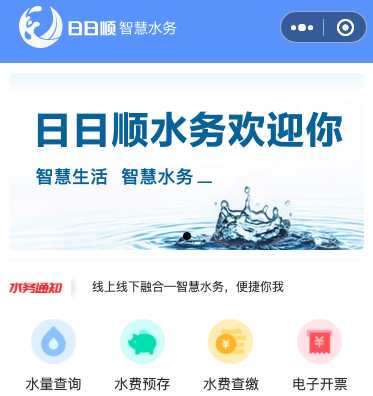 日日顺 智慧水务
日日顺水务欢迎你
智慧生活 智慧水务
水务通知 线上线下融合一智慧水务，便捷你我
水量查询 水费预存 水费查缴 电子开票